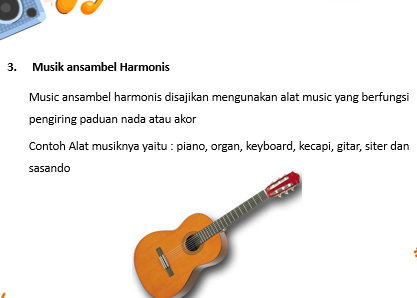 3. Musik ansambel Harmonis
Music ansambel harmonis disajikan mengunakan alat music yang berfungsi
pengiring paduan nada atau akor
Contoh Alat musiknya yaitu : piano, organ, keyboard, kecapi, gitar, siter dan
sasando